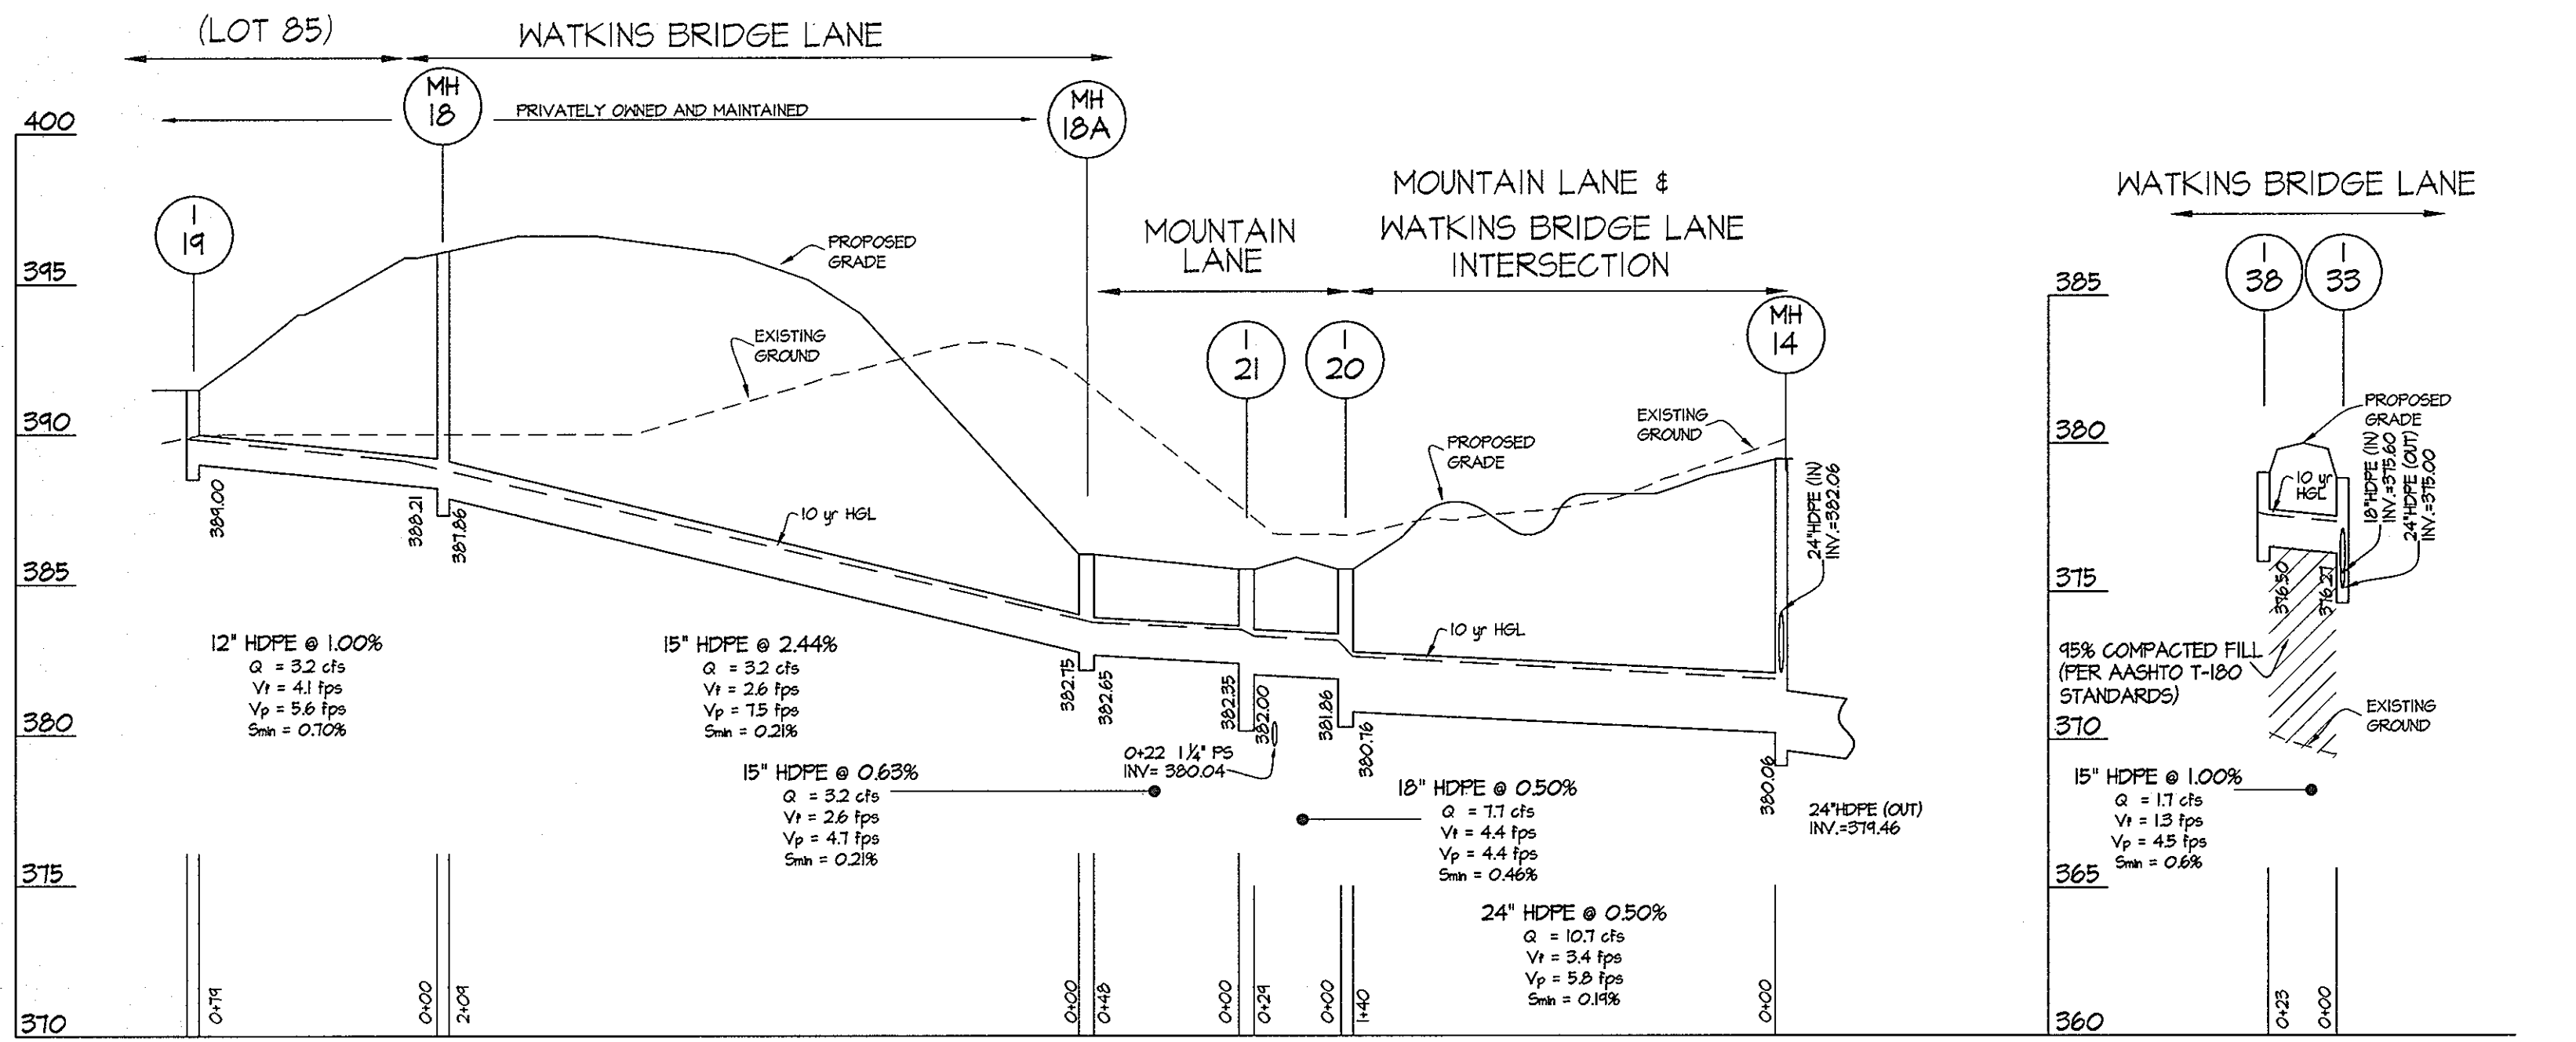 (LOT 85)
WATKINS BRIDGE LANE
MH
18
PRIVATELY OWNED AND MAINTAINED
MH
18A
I
19
MOUNTAIN
LANE
MOUNTAIN LANE &
WATKINS BRIDGE LANE
INTERSECTION
I
21
I
20
MH
14
400
395
390
385
380
375
370
PROPOSED
GRADE
EXISTING
GROUND
10 yr HGL
PROPOSED
GRADE
EXISTING
GROUND
10 yr HGL
24"HDPE (IN)
INV.=382.06
389.00
388.21
387.86
382.75
382.65
382.35
382.00
381.86
380.76
380.06
12" HDPE @ 1.00%
Q = 3.2 cfs
Vf = 4.1 fps
Vp = 5.6 fps
Smin = 0.70%
15" HDPE @ 2.44%
Q = 3.2 cfs
Vf = 2.6 fps
Vp = 7.5 fps
Smin = 0.21%
15" HDPE @ 0.63%
Q = 3.2 cfs
Vf = 2.6 fps
Vp = 4.7 fps
Smin = 0.21%
0+22 1 1/4" PS
INV= 380.04
18" HDPE @ 0.50%
Q = 7.7 cfs
Vf = 4.4 fps
Vp = 4.4 fps
Smin = 0.46%
24" HDPE @ 0.50%
Q = 10.7 cfs
Vf = 3.4 fps
Vp = 5.8 fps
Smin = 0.19%
24"HDPE (OUT)
INV.=379.46
0+79
0+00
2+09
0+00
0+48
0+00
0+29
0+00
1+40
0+00
WATKINS BRIDGE LANE
I
38
I
33
385
380
375
370
365
360
PROPOSED
GRADE
10 yr
HGL
18"HDPE (IN)
INV.=375.60
24"HDPE (OUT)
INV.=375.00
376.50
376.27
95% COMPACTED FILL
(PER AASHTO T-180
STANDARDS)
EXISTING
GROUND
15" HDPE @ 1.00%
Q = 1.7 cfs
Vf = 1.3 fps
Vp = 4.5 fps
Smin = 0.6%
0+23
0+00